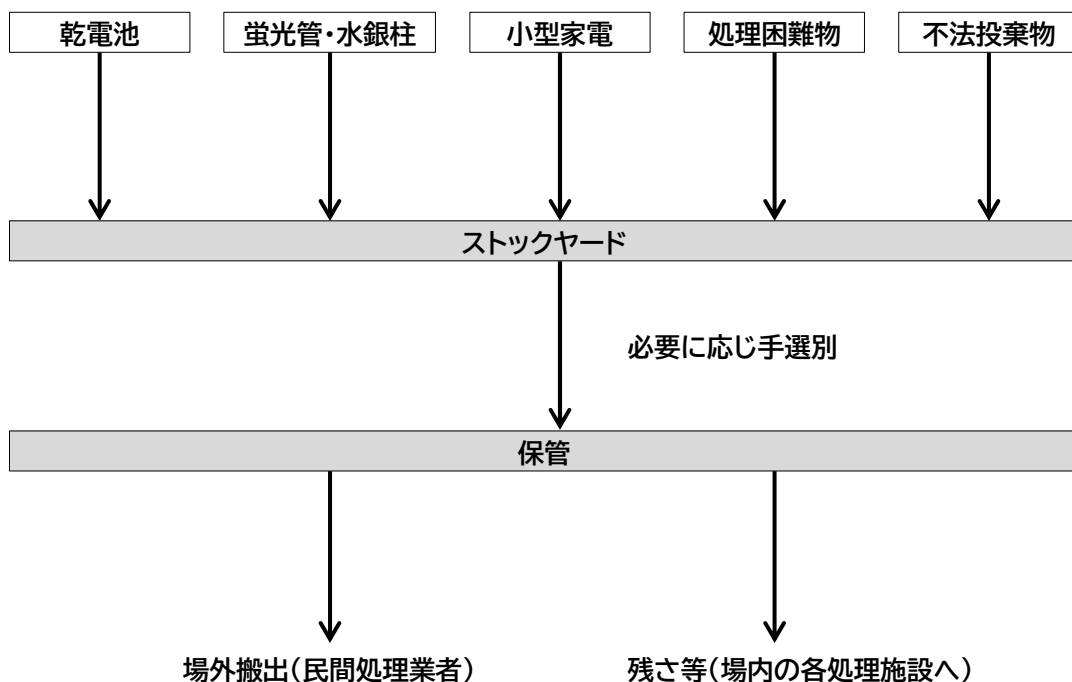 乾電池
蛍光管・水銀柱
小型家電
処理困難物
不法投棄物
ストックヤード
必要に応じ手選別
保管
場外搬出(民間処理業者)
残さ等(場内の各処理施設へ)